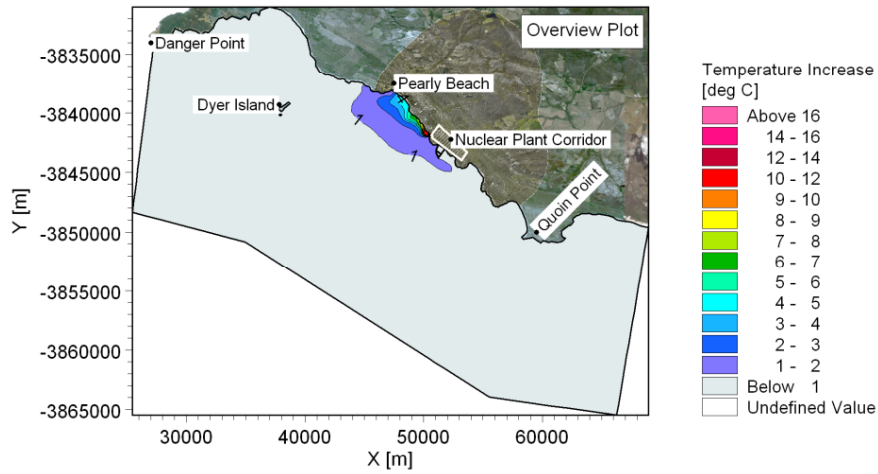 Overview Plot
Danger Point
Pearly Beach
Dyer Island
Nuclear Plant Corridor
Quoin Point
1
1
Y [m]
-3835000
-3840000
-3845000
-3850000
-3855000
-3860000
-3865000
30000 40000 50000 60000
X [m]
Temperature Increase
[deg C]
Above 16
14 - 16
12 - 14
10 - 12
9 - 10
8 - 9
7 - 8
6 - 7
5 - 6
4 - 5
3 - 4
2 - 3
1 - 2
Below 1
Undefined Value